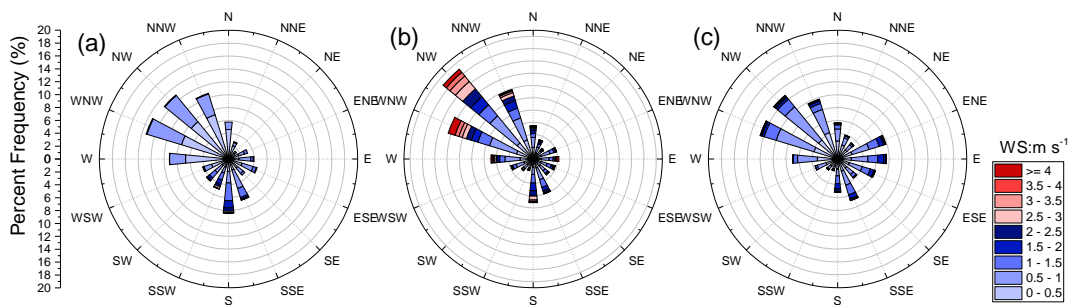 Percent Frequency (%)
20
18
16
14
12
10
8
6
4
2
0
2
4
6
8
10
12
14
16
18
20
(a)
N
NNE
NE
ENE
E
ESE
SE
SSE
S
SSW
SW
WSW
W
WNW
NW
NNW
(b)
N
NNE
NE
ENE
E
ESE
SE
SSE
S
SSW
SW
WSW
W
WNW
NW
NNW
(c)
N
NNE
NE
ENE
E
ESE
SE
SSE
S
SSW
SW
WSW
W
WNW
NW
NNW
WS:m s⁻¹
>= 4
3.5 - 4
3 - 3.5
2.5 - 3
2 - 2.5
1.5 - 2
1 - 1.5
0.5 - 1
0 - 0.5